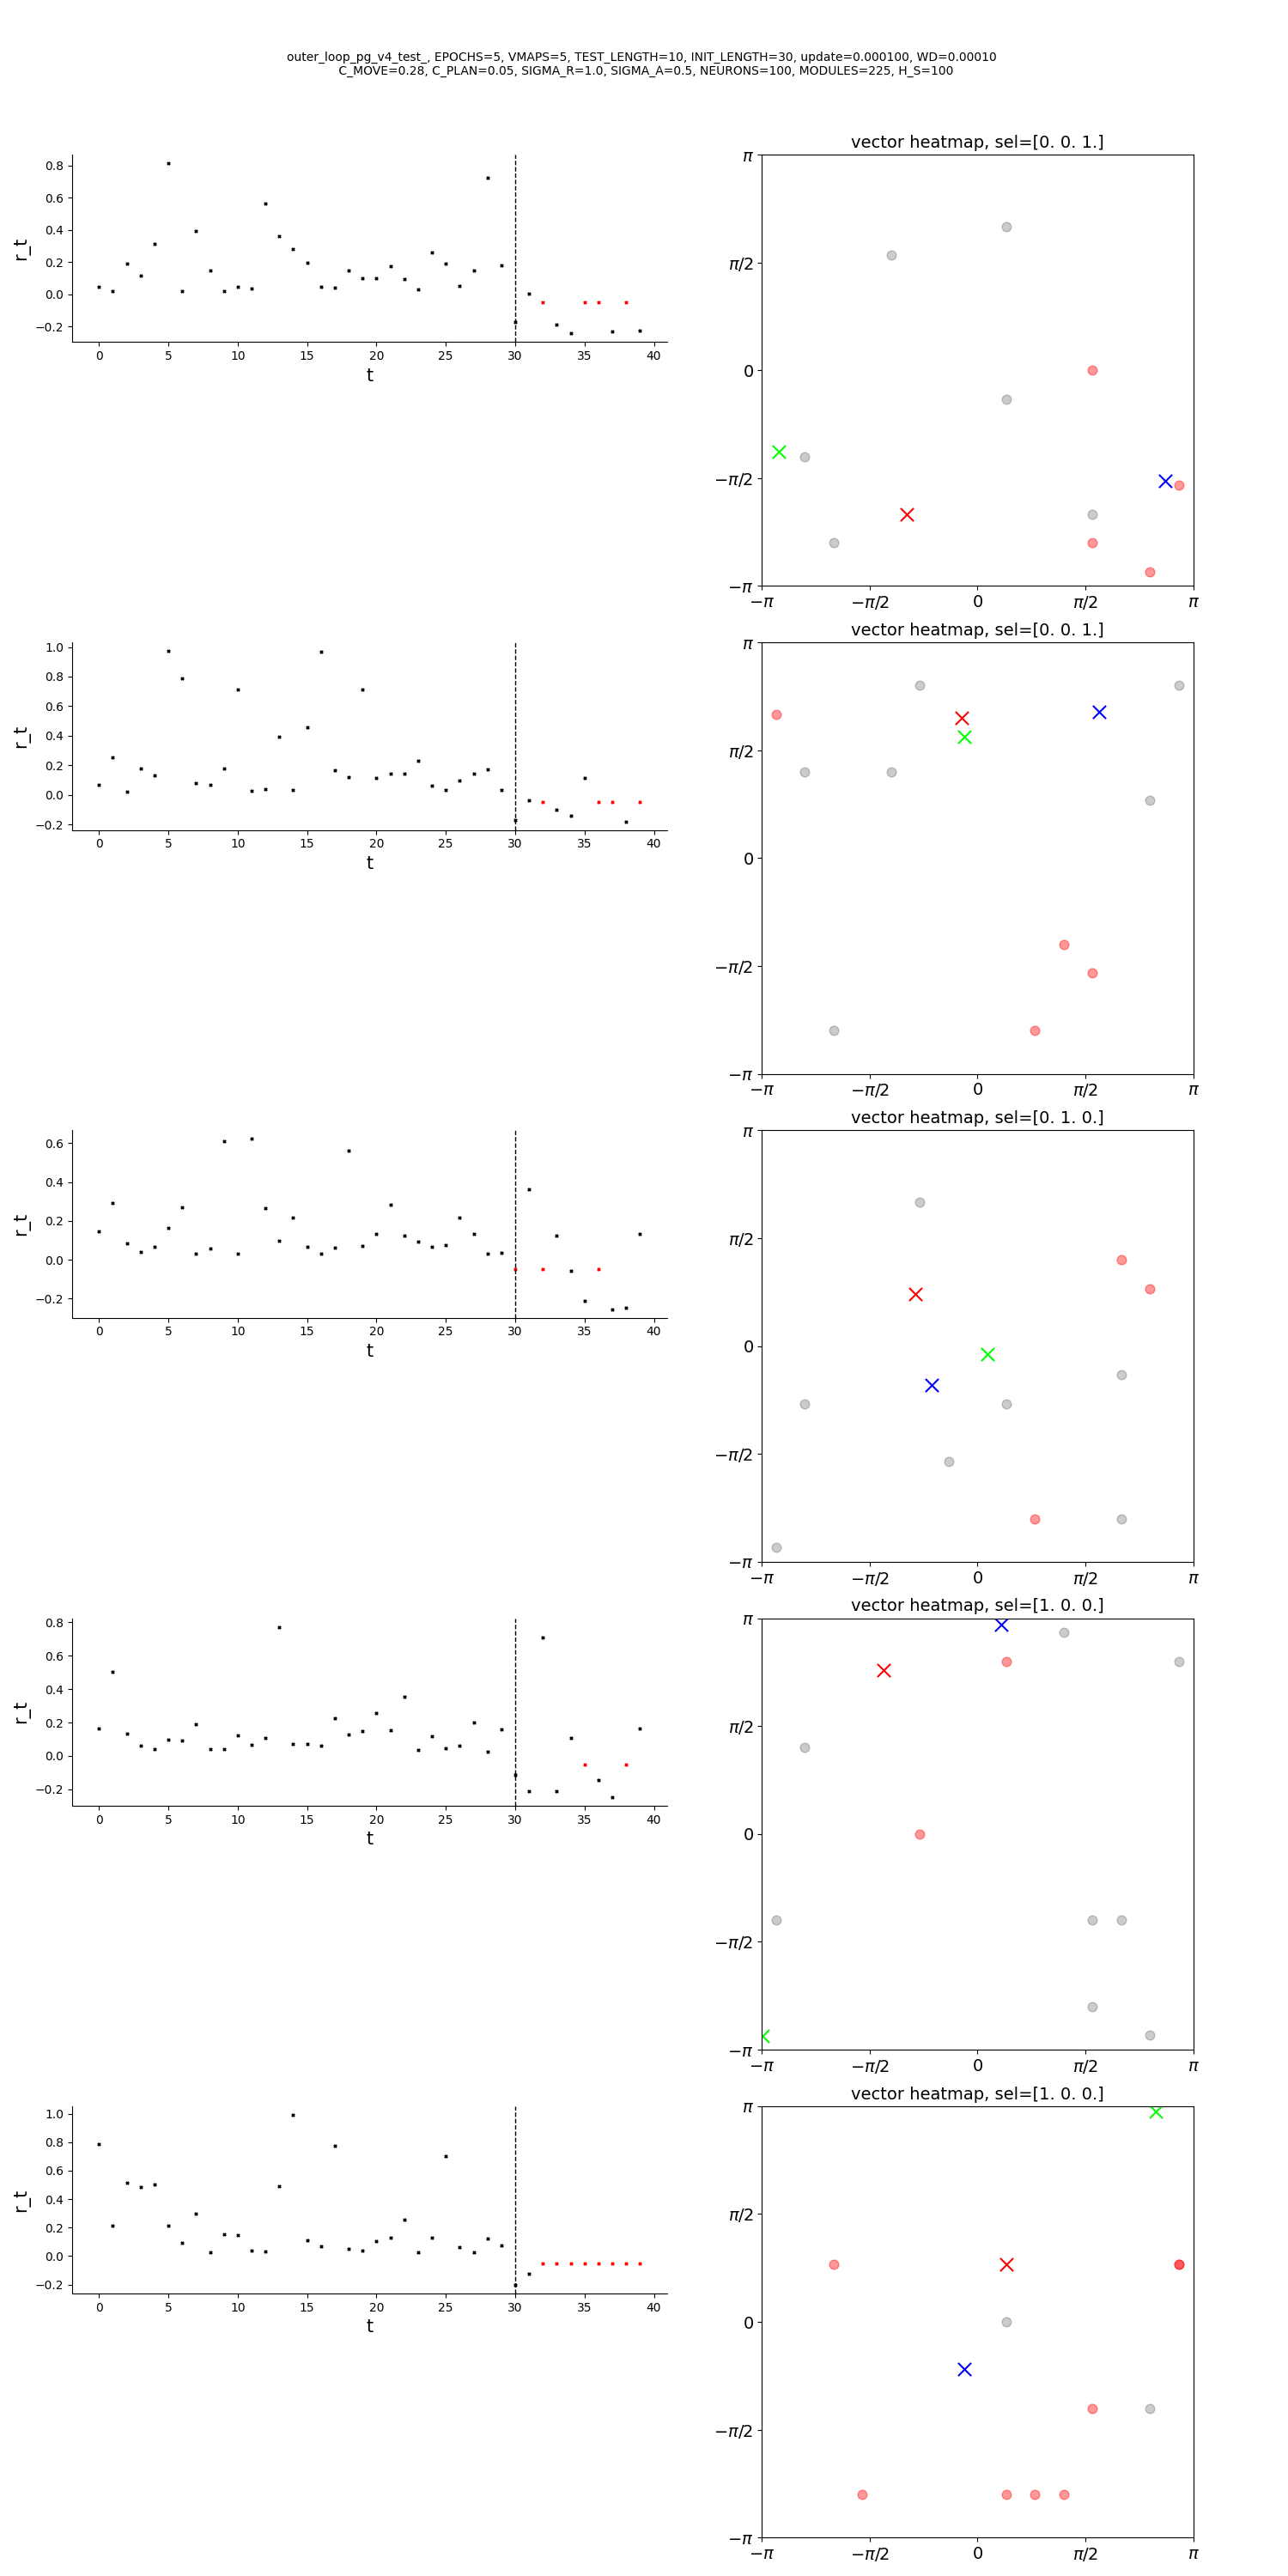 outer_loop_pg_v4_test_, EPOCHS=5, VMAPS=5, TEST_LENGTH=10, INIT_LENGTH=30, update=0.000100, WD=0.00010
C_MOVE=0.28, C_PLAN=0.05, SIGMA_R=1.0, SIGMA_A=0.5, NEURONS=100, MODULES=225, H_S=100
0.8
0.6
0.4
0.2
0.0
−0.2
r_t
0 5 10 15 20 25 30 35 40
t
vector heatmap, sel=[0. 0. 1.]
π
π/2
0
−π/2
−π
−π −π/2 0 π/2 π
1.0
0.8
0.6
0.4
0.2
0.0
−0.2
r_t
0 5 10 15 20 25 30 35 40
t
vector heatmap, sel=[0. 0. 1.]
π
π/2
0
−π/2
−π
−π −π/2 0 π/2 π
0.6
0.4
0.2
0.0
−0.2
r_t
0 5 10 15 20 25 30 35 40
t
vector heatmap, sel=[0. 1. 0.]
π
π/2
0
−π/2
−π
−π −π/2 0 π/2 π
0.8
0.6
0.4
0.2
0.0
−0.2
r_t
0 5 10 15 20 25 30 35 40
t
vector heatmap, sel=[1. 0. 0.]
π
π/2
0
−π/2
−π
−π −π/2 0 π/2 π
1.0
0.8
0.6
0.4
0.2
0.0
−0.2
r_t
0 5 10 15 20 25 30 35 40
t
vector heatmap, sel=[1. 0. 0.]
π
π/2
0
−π/2
−π
−π −π/2 0 π/2 π